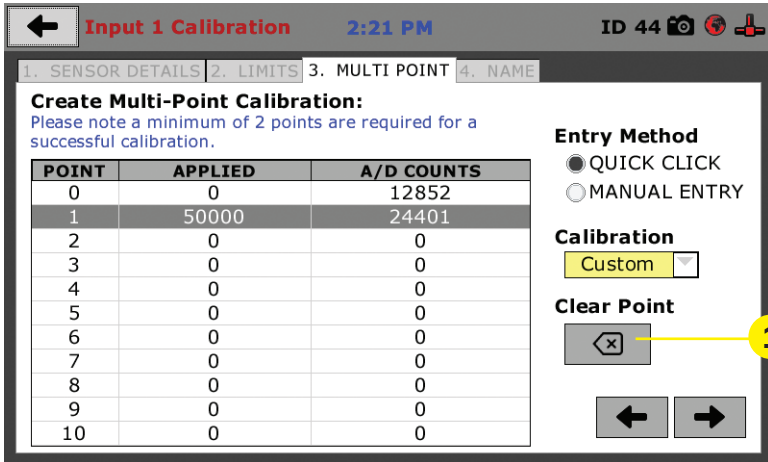 Input 1 Calibration 2:21 PM ID 44
1. SENSOR DETAILS 2. LIMITS 3. MULTI POINT 4. NAME
Create Multi-Point Calibration:
Please note a minimum of 2 points are required for a
successful calibration.
POINT APPLIED A/D COUNTS
0 0 12852
1 50000 24401
2 0 0
3 0 0
4 0 0
5 0 0
6 0 0
7 0 0
8 0 0
9 0 0
10 0 0
Entry Method
QUICK CLICK
MANUAL ENTRY
Calibration
Custom
Clear Point